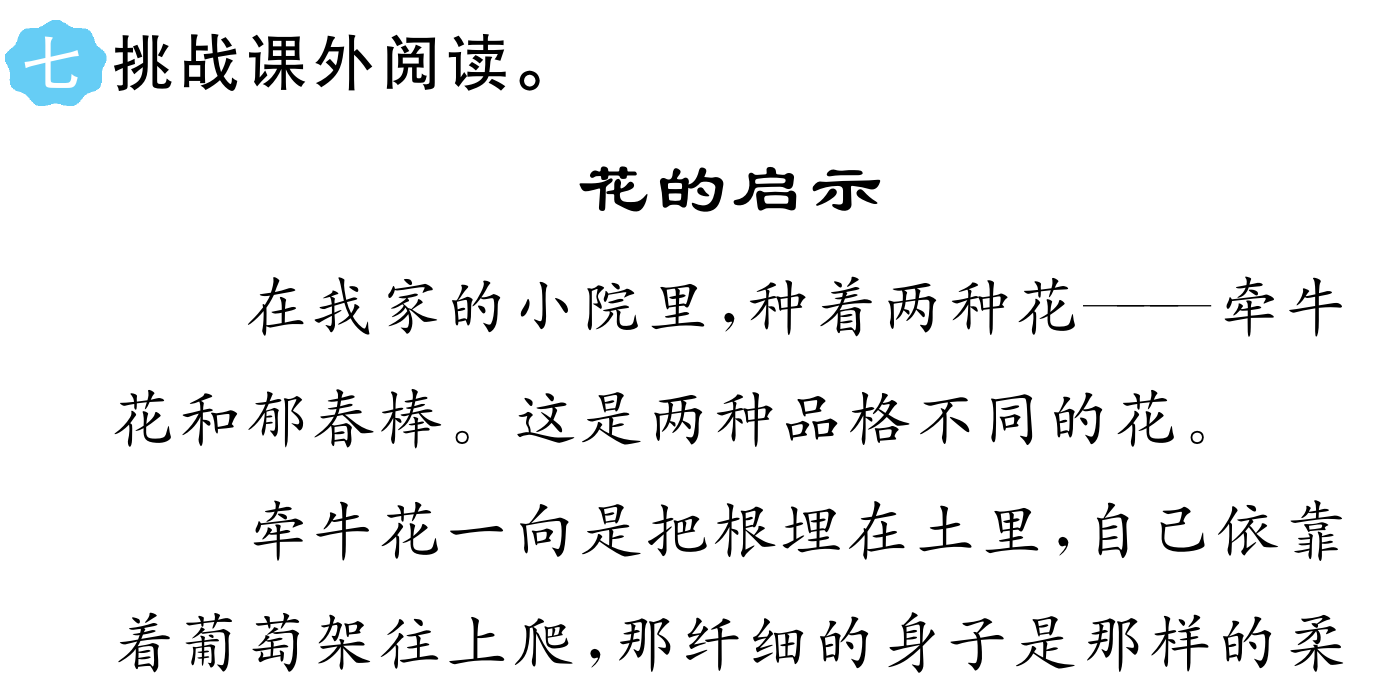 七 挑战课外阅读。
花的启示
在我家的小院里,种着两种花——牵牛
花和郁春棒。这是两种品格不同的花。
牵牛花一向是把根埋在土里,自己依靠
着葡萄架往上爬,那纤细的身子是那样的柔